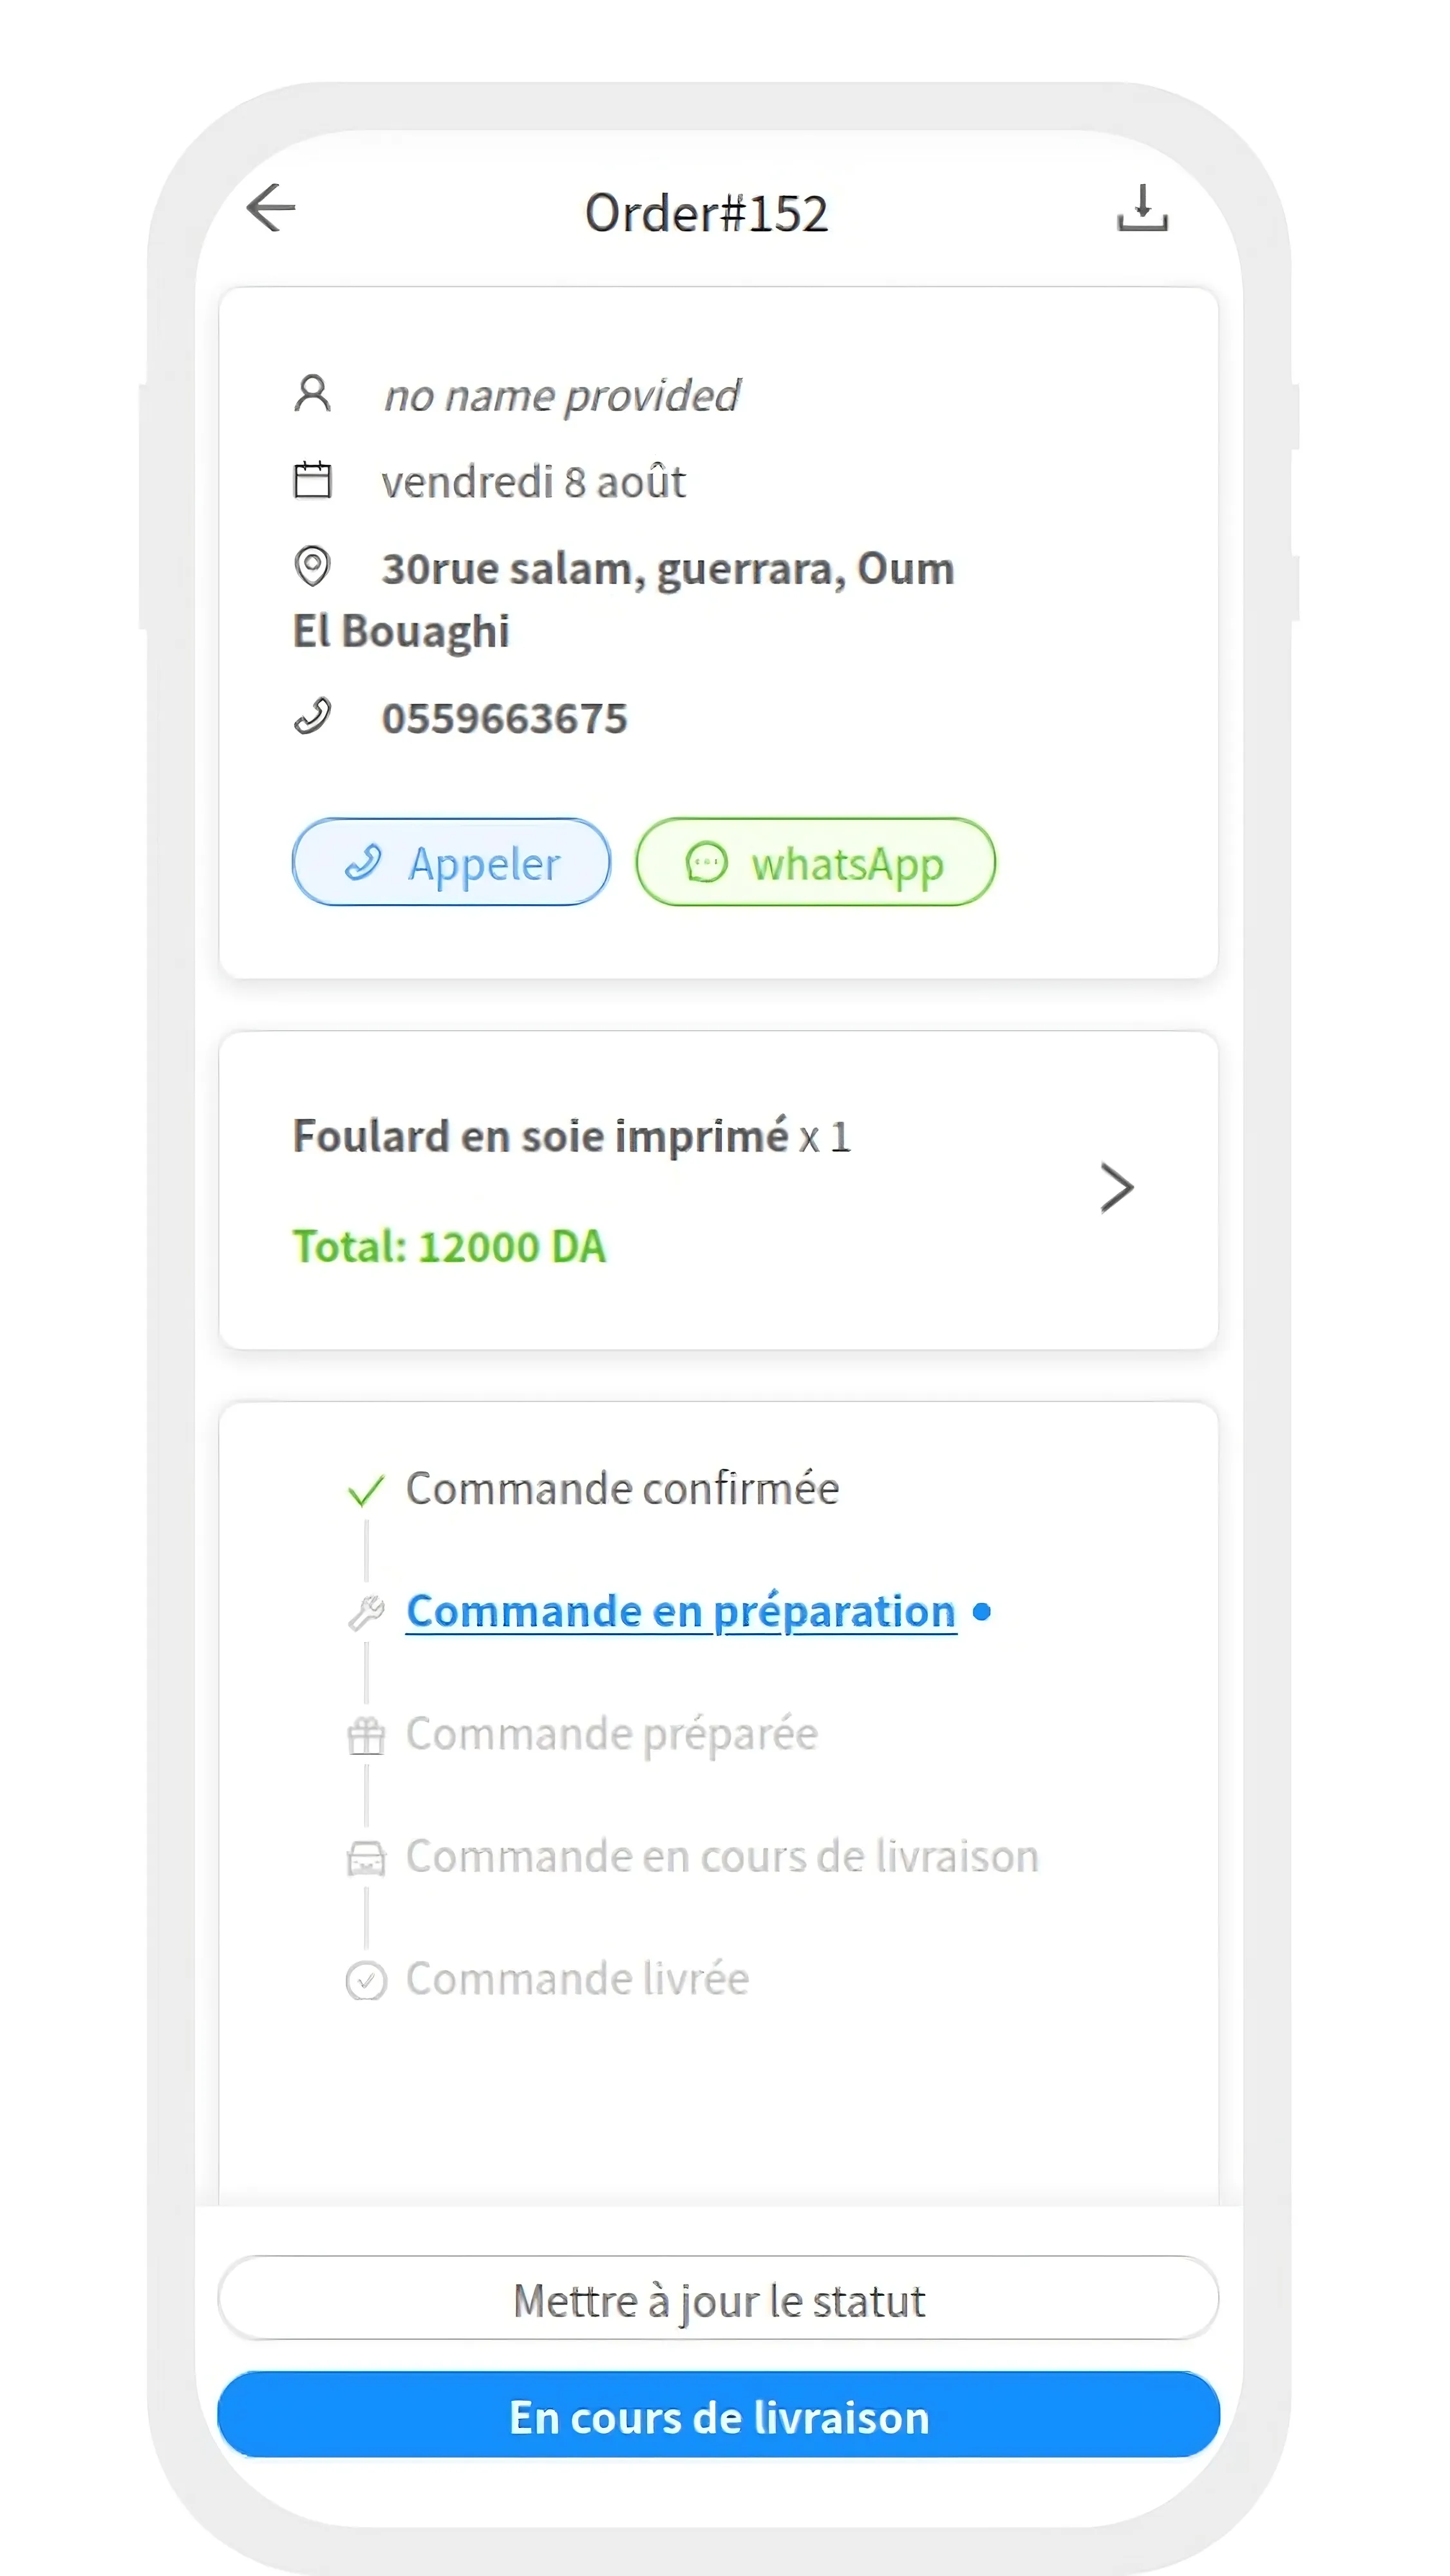 Order#152
no name provided
vendredi 8 août
30rue salam, guerrara, Oum
El Bouaghi
0559663675
Appeler
whatsApp
Foulard en soie imprimé x 1
Total: 12000 DA
Commande confirmée
Commande en préparation
Commande préparée
Commande en cours de livraison
Commande livrée
Mettre à jour le statut
En cours de livraison